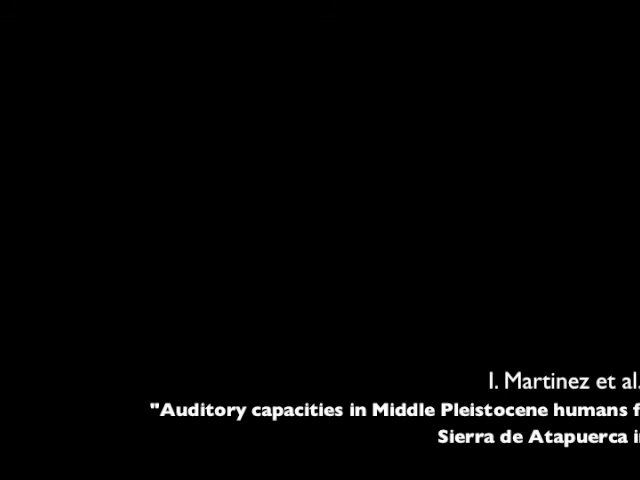 I. Martinez et al.
"Auditory capacities in Middle Pleistocene humans
Sierra de Atapuerca